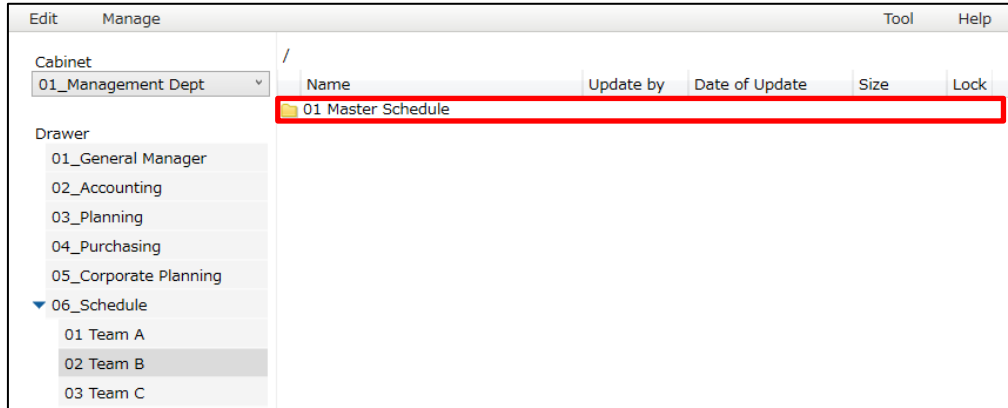 Edit Manage Tool Help
Cabinet
01_Management Dept
Drawer
01_General Manager
02_Accounting
03_Planning
04_Purchasing
05_Corporate Planning
06_Schedule
01 Team A
02 Team B
03 Team C
/
Name Update by Date of Update Size Lock
01 Master Schedule